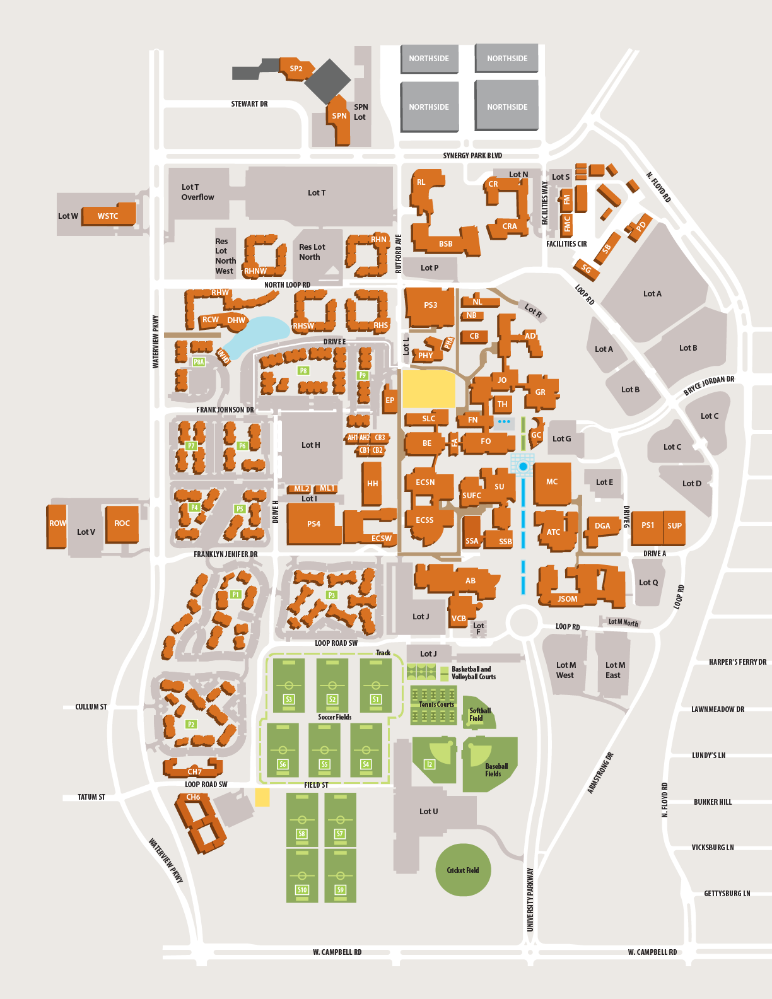 NORTHSIDE
NORTHSIDE
SP2
STEWART DR
SPN
Lot
SPN
NORTHSIDE
NORTHSIDE
SYNERGY PARK BLVD
N. FLOYD RD
Lot T
Overflow
Lot T
RL
CR
Lot N
Lot S
FACILITIES WAY
FM
FMC
PD
SB
SG
FACILITIES CIR
Lot W
WSTC
CRA
BSB
Res
Lot
North
West
RHNW
Res Lot
North
RHN
RUTFORD AVE
Lot P
NORTH LOOP RD
LOOP RD
Lot A
RHW
RCW
DHW
RHSW
RHS
PS3
NL
NB
Lot R
CB
AD
WATERVIEW PKWY
DRIVE E
Lot L
PHY
PHA
Lot A
Lot B
UVHD
P8A
P8
P9
EP
JO
GR
TH
Lot B
BRYCE JORDAN DR
FRANK JOHNSON DR
SLC
FN
Lot C
P7
P6
Lot H
AH1
AH2
CB3
CB1
CB2
BE
FA
FO
GC
Lot G
Lot C
HH
ECSN
SU
SUFC
MC
Lot E
Lot D
ML2
ML1
Lot I
P4
P5
DRIVE H
PS4
ECSW
ECSS
SSA
SSB
ATC
DGA
DRIVE G
PS1
SUP
ROW
Lot V
ROC
FRANKLYN JENIFER DR
DRIVE A
P1
P3
AB
VCB
Lot J
Lot
F
JSOM
Lot Q
LOOP RD
Lot M North
LOOP RD
LOOP ROAD SW
Track
Lot J
Basketball and
Volleyball Courts
Lot M
West
Lot M
East
HARPER'S FERRY DR
S3
S2
S1
Soccer Fields
Tennis Courts
Softball
Field
CULLUM ST
LAWNMEADOW DR
P2
S6
S5
S4
I2
Baseball
Fields
LUNDY'S LN
CH7
LOOP ROAD SW
FIELD ST
ARMSTRONG DR
N. FLOYD RD
TATUM ST
CH6
Lot U
BUNKER HILL
S8
S7
WATERVIEW PKWY
VICKSBURG LN
Cricket Field
S10
S9
UNIVERSITY PARKWAY
GETTYSBURG LN
W. CAMPBELL RD
W. CAMPBELL RD